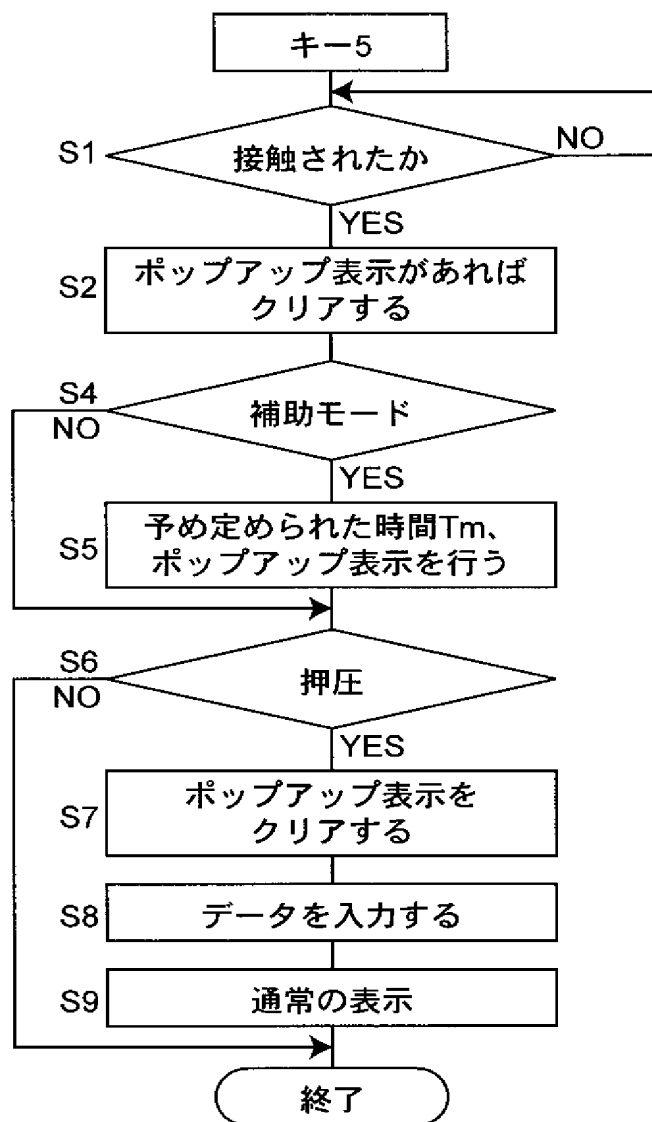 キー5
S1
接触されたか
NO
YES
S2
ポップアップ表示があれば
クリアする
S4
NO
補助モード
YES
S5
予め定められた時間Tm、
ポップアップ表示を行う
S6
NO
押圧
YES
S7
ポップアップ表示を
クリアする
S8
データを入力する
S9
通常の表示
終了